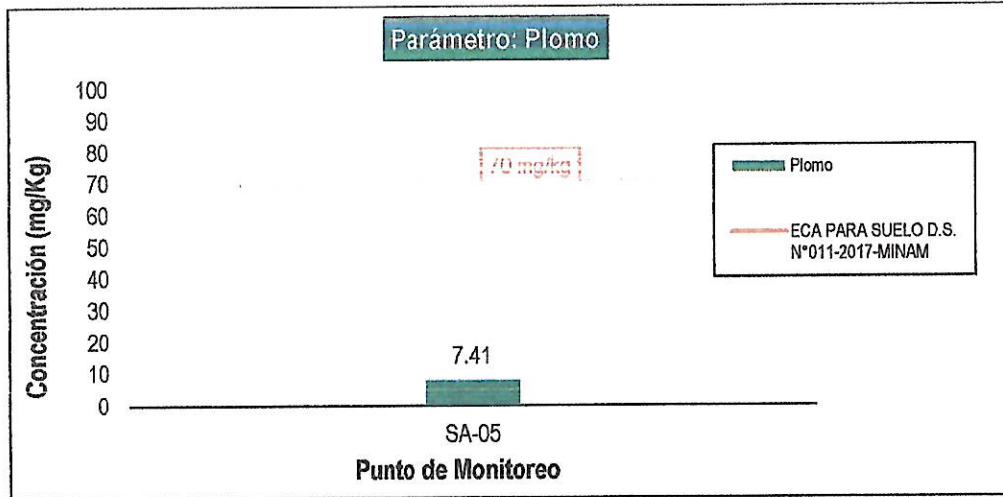 Parámetro: Plomo
Concentración (mg/Kg)
100
90
80
70
60
50
40
30
20
10
0
70 mg/kg
7.41
SA-05
Punto de Monitoreo
Plomo
ECA PARA SUELO D.S.
N°011-2017-MINAM